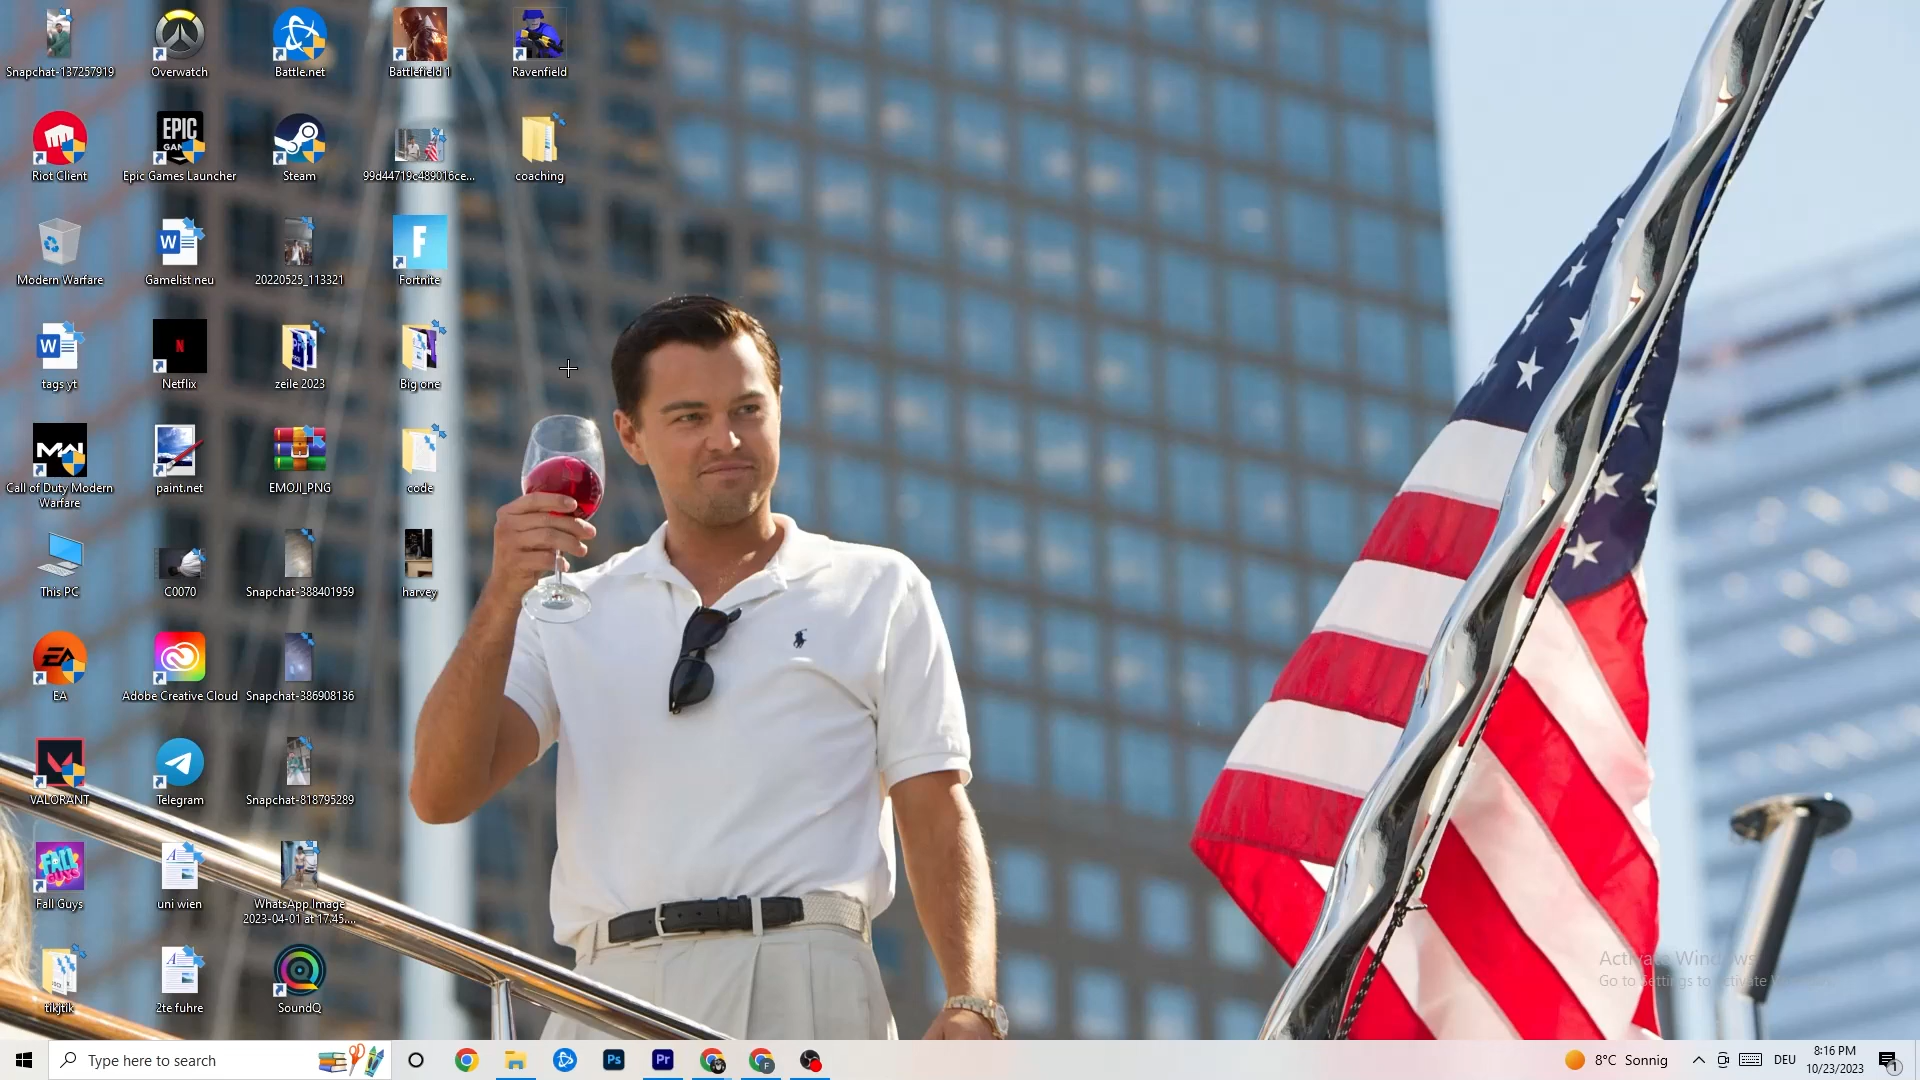 Snapchat-137257919
Overwatch
Battle.net
Battlefield 1
Ravenfield
Riot Client
EPIC
Epic Games Launcher
Steam
99d44719c489016ce...
coaching
Modern Warfare
Gamelist neu
20220525_113321
Fortnite
tags yt
Netflix
zeile 2023
Big one
Call of Duty Modern
Warfare
paint.net
EMOJI_PNG
code
This PC
C0070
Snapchat-388401959
harvey
EA
Adobe Creative Cloud
Snapchat-386908136
VALORANT
Telegram
Snapchat-818795289
Fall Guys
uni wien
WhatsApp Image
2023-04-01 at 17.45....
tikjtik
2te fuhre
SoundQ
Activate Windows
Go to Settings to activate Windows.
Type here to search
Ps
Pr
8°C Sonnig
DEU
8:16 PM
10/23/2023
1